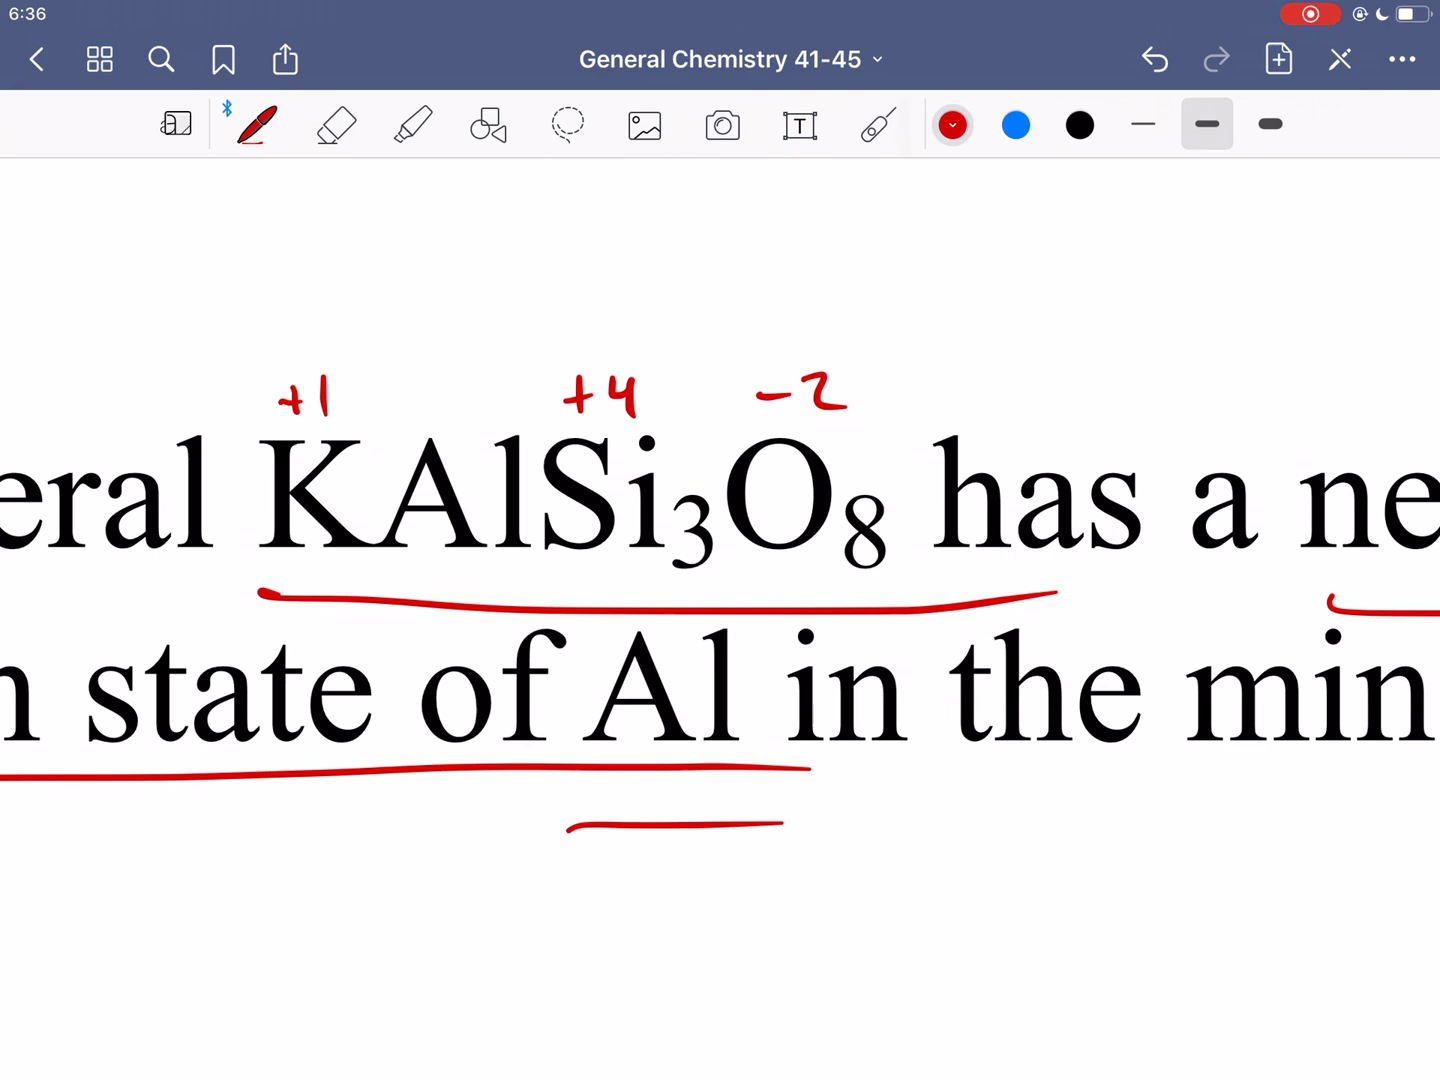 6:36
General Chemistry 41-45
+1 +4 -2
eral KAlSi₃O₈ has a ne
n state of Al in the min